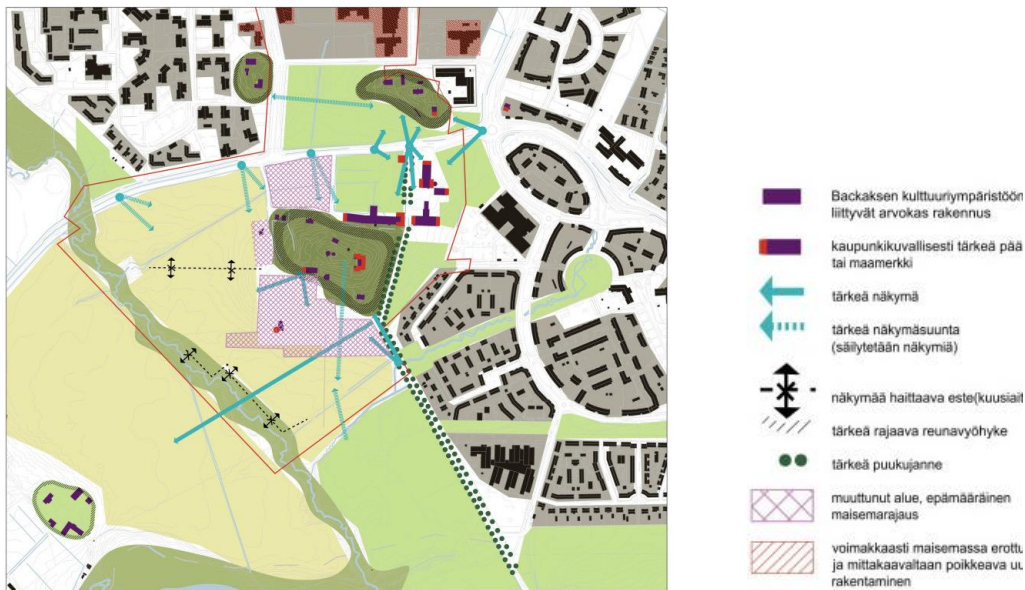 Backaksen kulttuuriympäristöön
liittyvät arvokas rakennus
kaupunkikuvallisesti tärkeä pää
tai maamerkki
tärkeä näkymä
tärkeä näkymäsuunta
(säilytetään näkymiä)
näkymää haittaava este(kuusiait
tärkeä rajaava reunavyöhyke
tärkeä puukujanne
muuttunut alue, epämääräinen
maisemarajaus
voimakkaasti maisemassa erottu
ja mittakaavaltaan poikkeava uu
rakentaminen